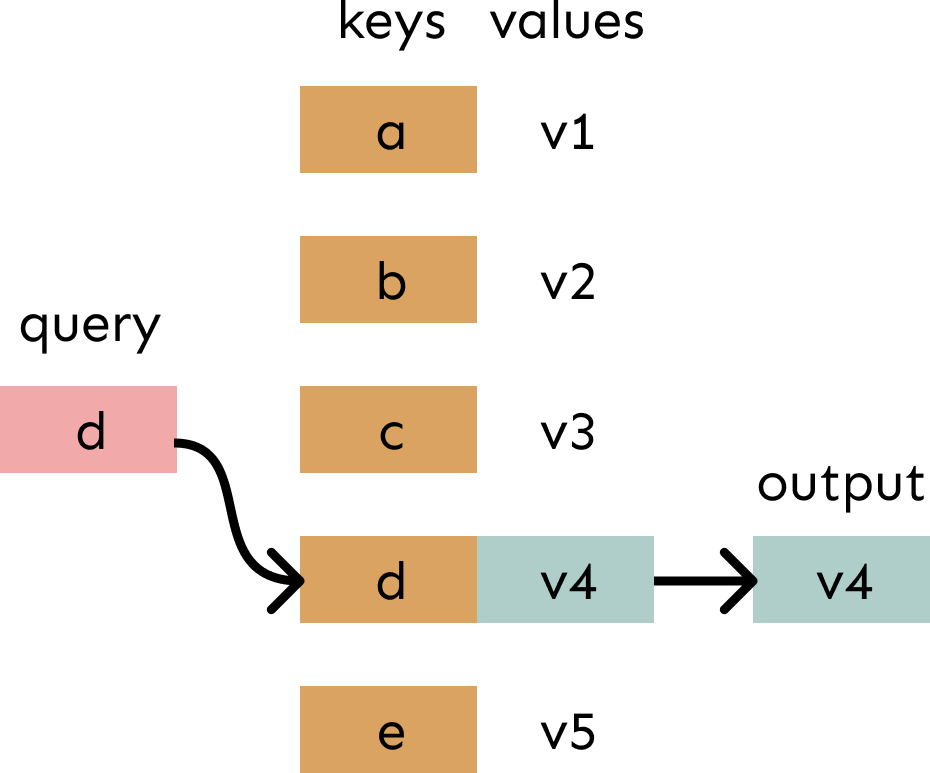 keys values
a v1
b v2
query
d c v3
output
d v4 v4
e v5